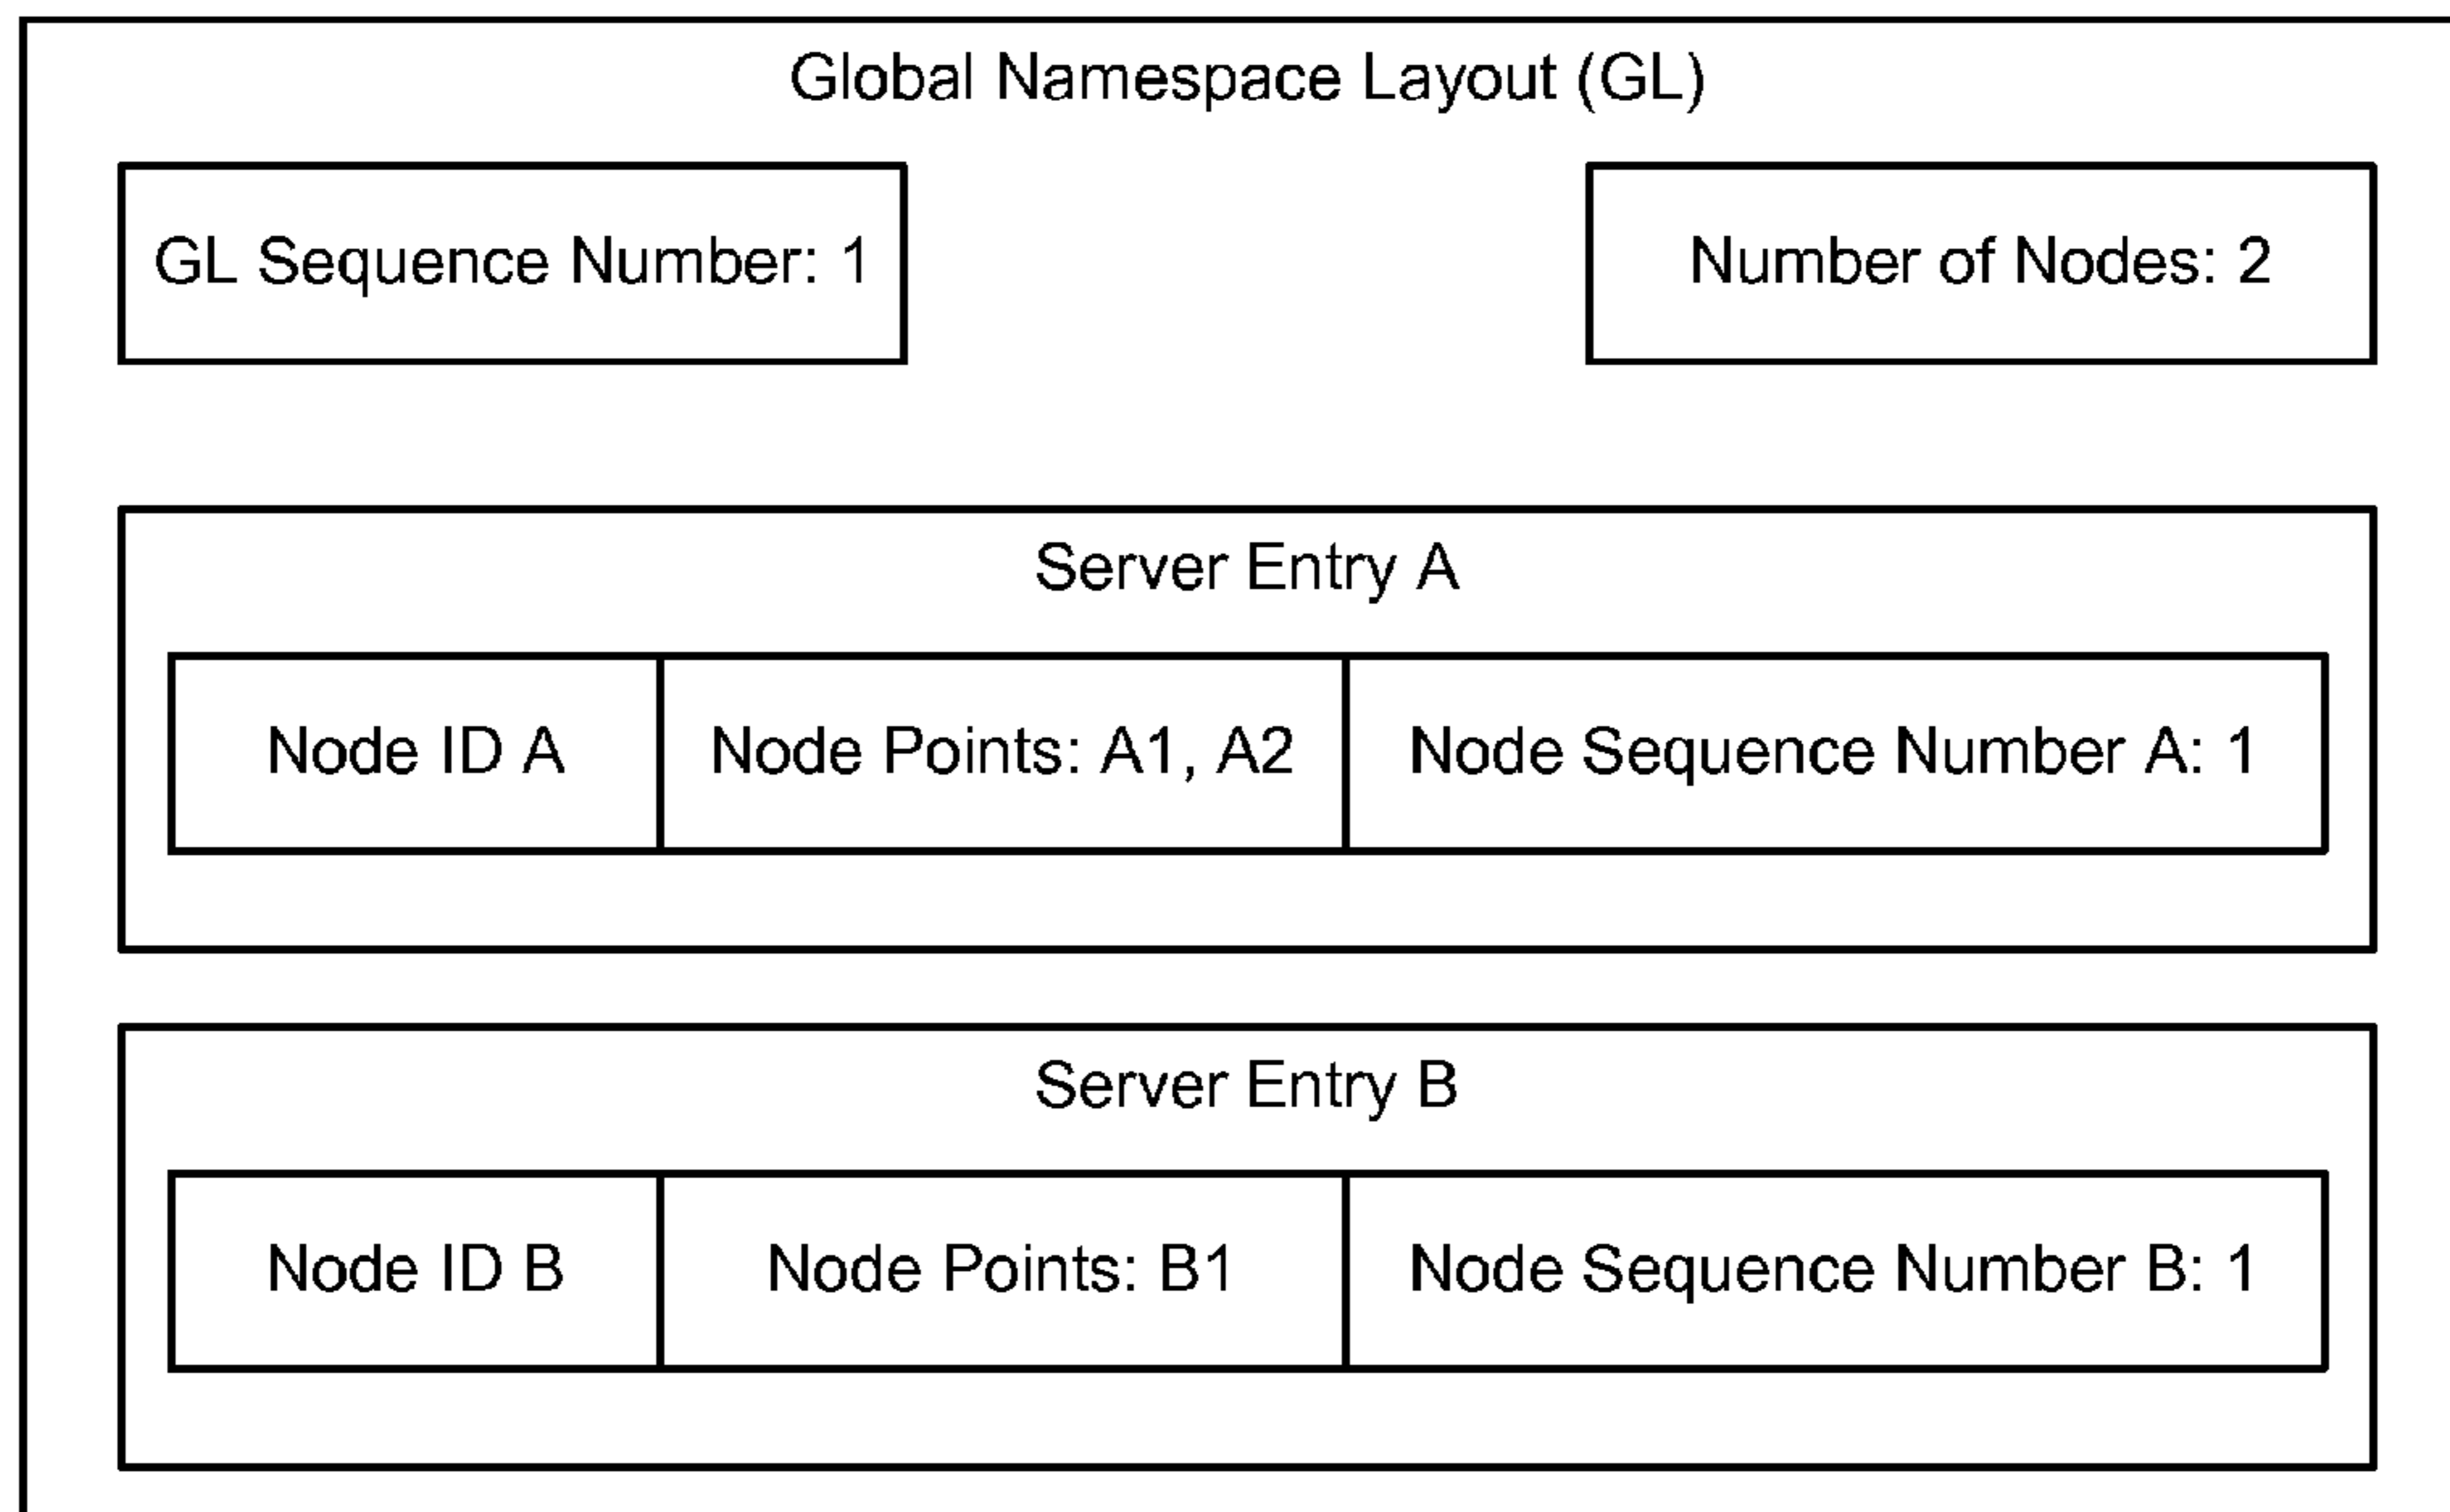 Global Namespace Layout (GL)
GL Sequence Number: 1
Number of Nodes: 2
Server Entry A
Node ID A
Node Points: A1, A2
Node Sequence Number A: 1
Server Entry B
Node ID B
Node Points: B1
Node Sequence Number B: 1